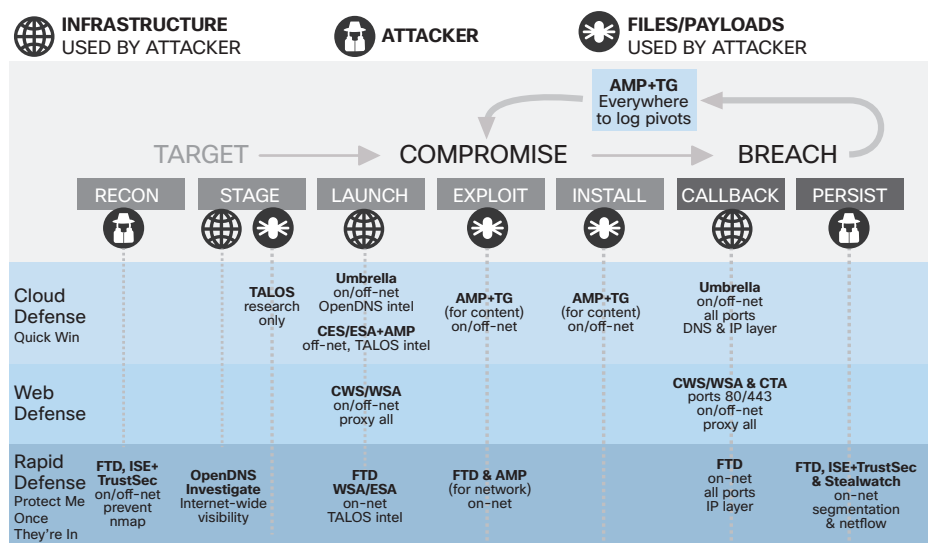 INFRASTRUCTURE
USED BY ATTACKER
ATTACKER
FILES/PAYLOADS
USED BY ATTACKER
AMP+TG
Everywhere
to log pivots
TARGET
COMPROMISE
BREACH
RECON
STAGE
LAUNCH
EXPLOIT
INSTALL
CALLBACK
PERSIST
Cloud
Defense
Quick Win
TALOS
research
only
Umbrella
on/off-net
OpenDNS intel
CES/ESA+AMP
off-net, TALOS intel
AMP+TG
(for content)
on/off-net
AMP+TG
(for content)
on/off-net
Umbrella
on/off-net
all ports
DNS & IP layer
Web
Defense
CWS/WSA
on/off-net
proxy all
CWS/WSA & CTA
ports 80/443
on/off-net
proxy all
Rapid
Defense
Protect Me
Once
They're In
FTD, ISE+
TrustSec
on/off-net
prevent
nmap
OpenDNS
Investigate
Internet-wide
visibility
FTD
WSA/ESA
on-net
TALOS intel
FTD & AMP
(for network)
on-net
FTD
on-net
all ports
IP layer
FTD, ISE+TrustSec
& Stealwatch
on-net
segmentation
& netflow